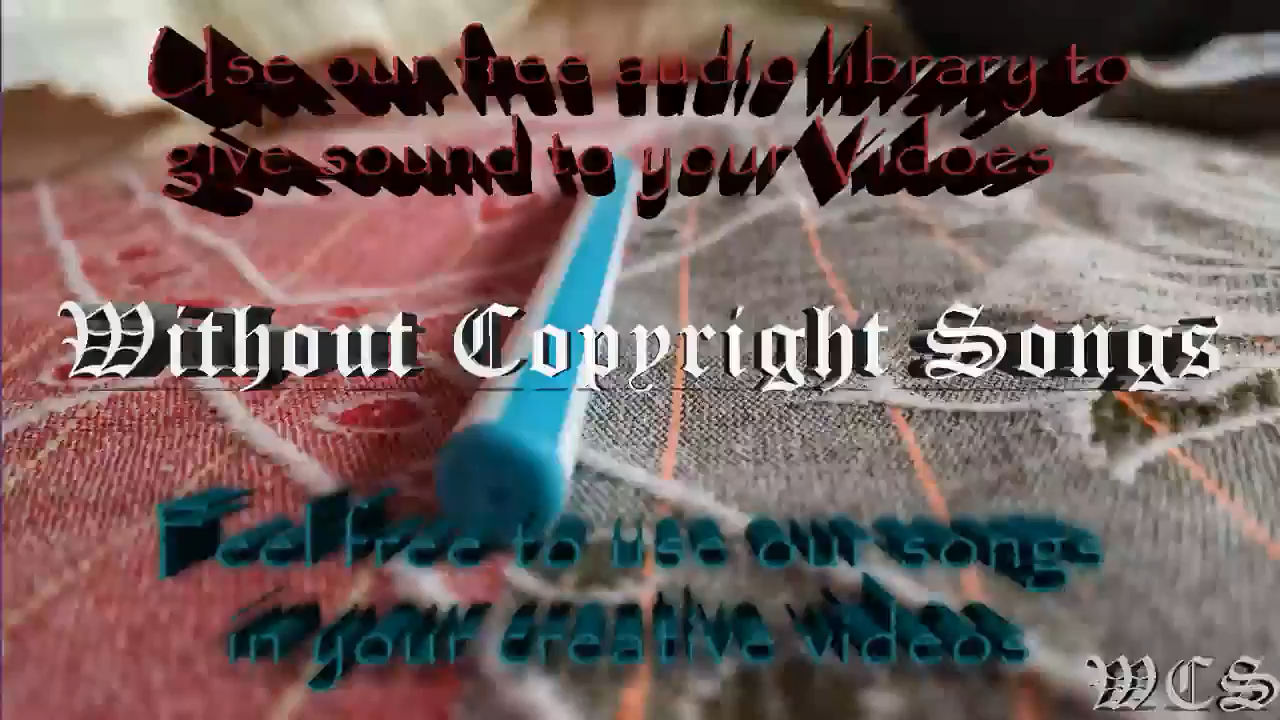 Use our free audio library to
give sound to your Vidoes
Without Copyright Songs
Feel free to use our songs
in your creative videos
WCS